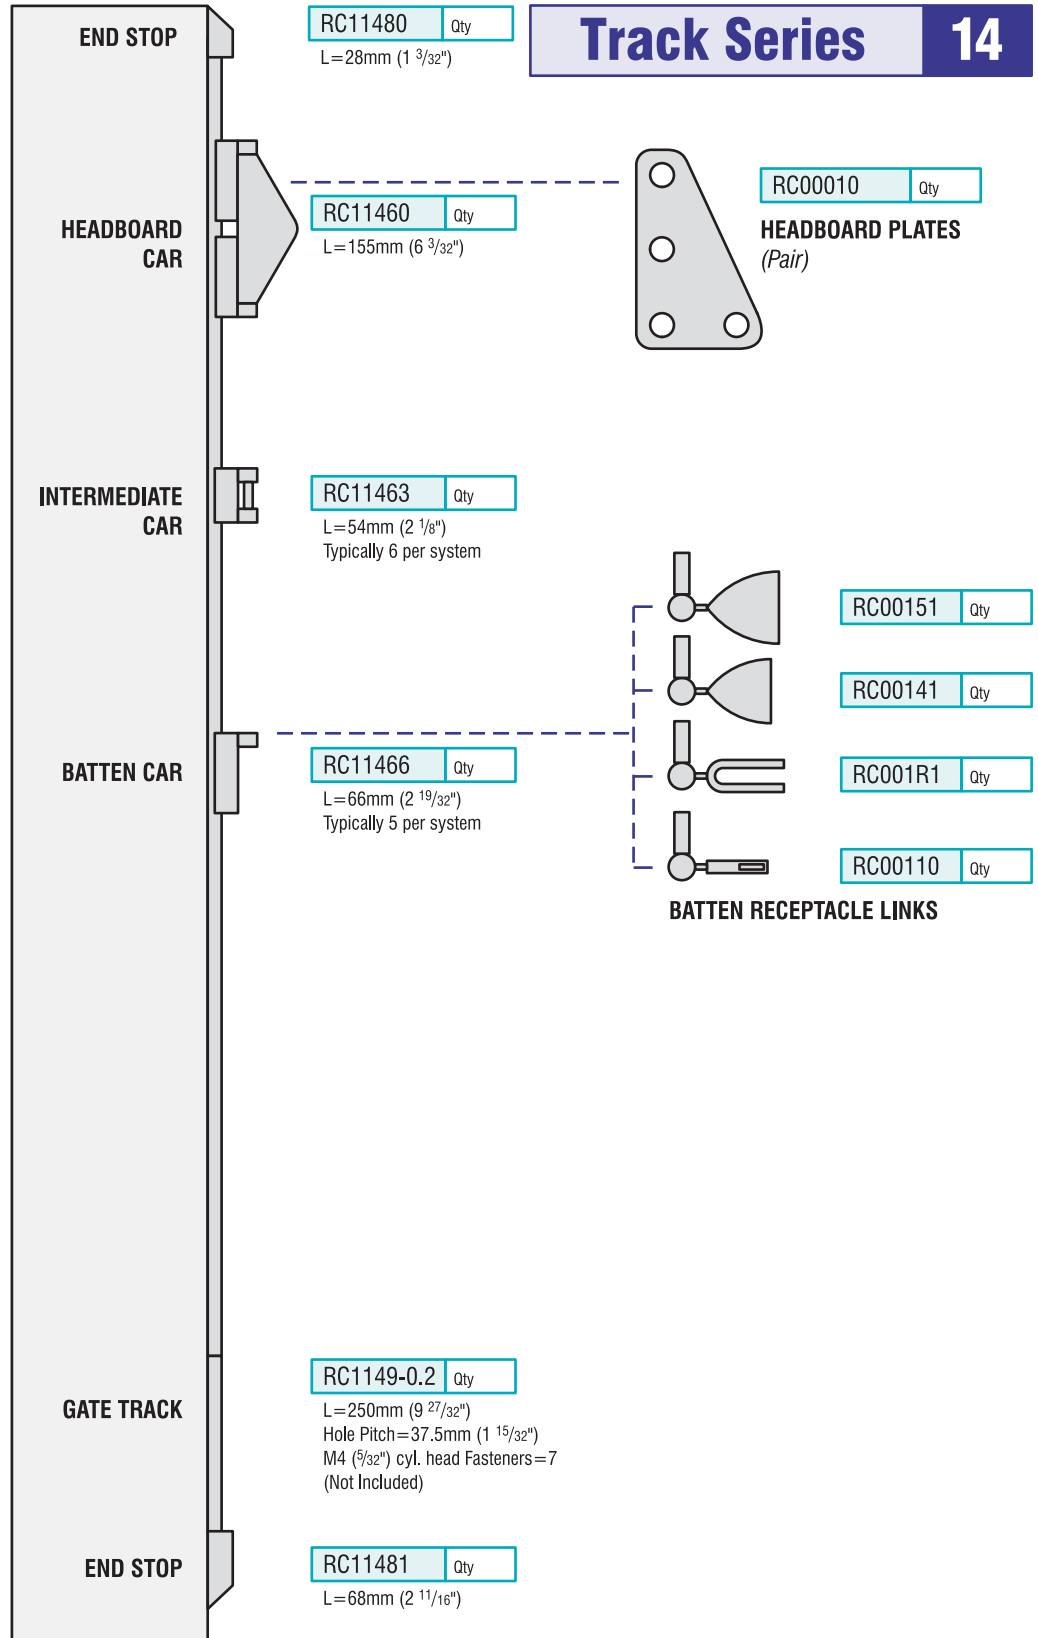 END STOP
RC11480 Qty
L=28mm (1 3/32")
Track Series 14
HEADBOARD
CAR
RC11460 Qty
L=155mm (6 3/32")
RC00010 Qty
HEADBOARD PLATES
(Pair)
INTERMEDIATE
CAR
RC11463 Qty
L=54mm (2 1/8")
Typically 6 per system
BATTEN CAR
RC11466 Qty
L=66mm (2 19/32")
Typically 5 per system
RC00151 Qty
RC00141 Qty
RC001R1 Qty
RC00110 Qty
BATTEN RECEPTACLE LINKS
GATE TRACK
RC1149-0.2 Qty
L=250mm (9 27/32")
Hole Pitch=37.5mm (1 15/32")
M4 (5/32") cyl. head Fasteners=7
(Not Included)
END STOP
RC11481 Qty
L=68mm (2 11/16")